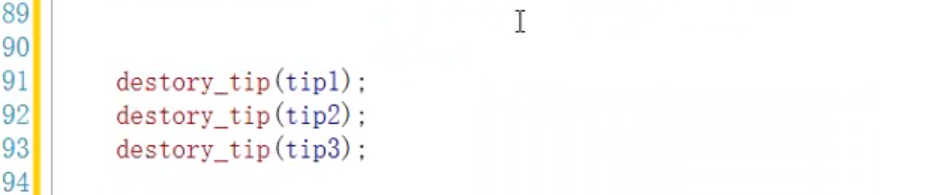 89
90
91 destory_tip(tip1);
92 destory_tip(tip2);
93 destory_tip(tip3);
94